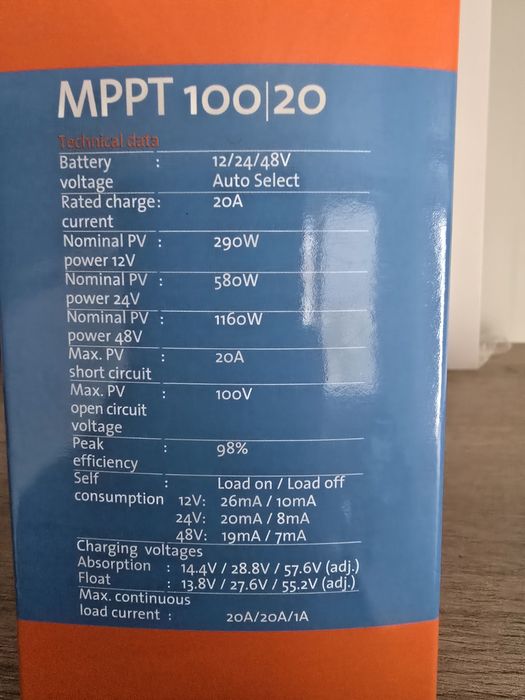 MPPT 100|20
Technical data
Battery : 12/24/48V
voltage Auto Select
Rated charge: 20A
current
Nominal PV : 290W
power 12V
Nominal PV : 580W
power 24V
Nominal PV : 1160W
power 48V
Max. PV : 20A
short circuit
Max. PV : 100V
open circuit
voltage
Peak : 98%
efficiency
Self : Load on / Load off
consumption 12V: 26mA / 10mA
24V: 20mA / 8mA
48V: 19mA / 7mA
Charging voltages
Absorption : 14.4V / 28.8V / 57.6V (adj.)
Float : 13.8V / 27.6V / 55.2V (adj.)
Max. continuous
load current : 20A/20A/1A